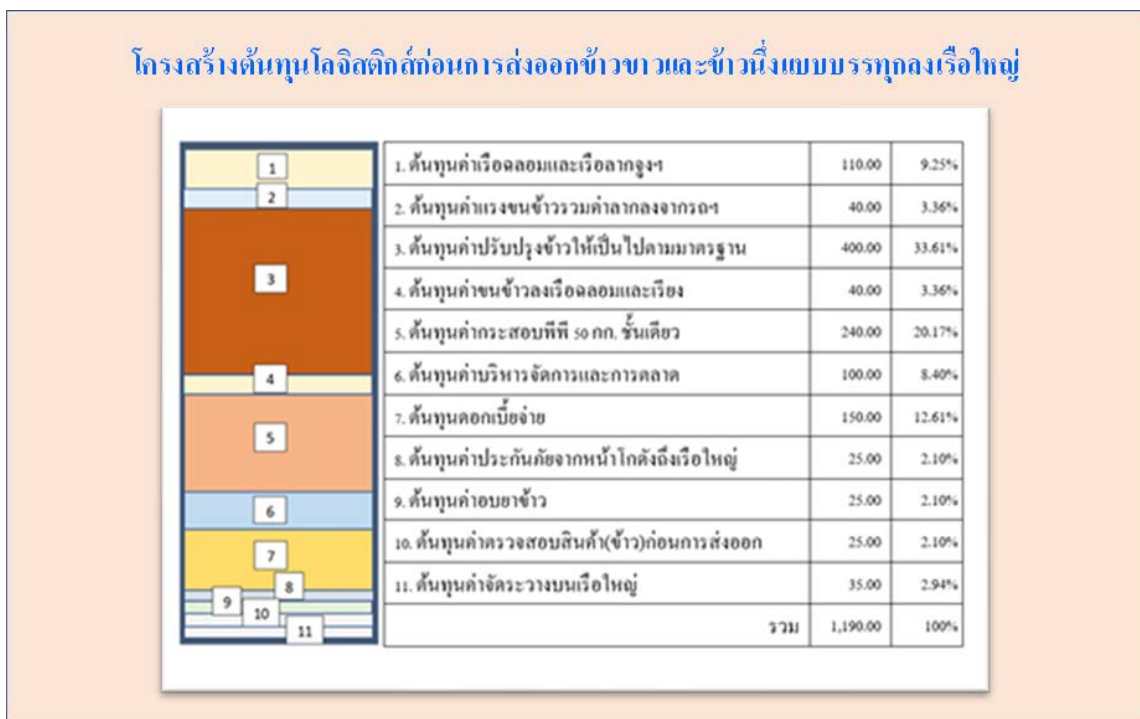 โครงสร้างต้นทุนโลจิสติกส์ก่อนการส่งออกข้าวขาวและข้าวนึ่งแบบบรรทุกลงเรือใหญ่
1 1. ต้นทุนค่าเรือฉลอมและเรือลากจูงฯ 110.00 9.25%
2 2. ต้นทุนค่าแรงขนข้าวรวมค่าลากลงจากรถฯ 40.00 3.36%
3 3. ต้นทุนค่าปรับปรุงข้าวให้เป็นไปตามมาตรฐาน 400.00 33.61%
4 4. ต้นทุนค่าขนข้าวลงเรือฉลอมและเรียง 40.00 3.36%
5 5. ต้นทุนค่ากระสอบพีพี 50 กก. ชั้นเดียว 240.00 20.17%
6 6. ต้นทุนค่าบริหารจัดการและการตลาด 100.00 8.40%
7 7. ต้นทุนดอกเบี้ยจ่าย 150.00 12.61%
8 8. ต้นทุนค่าประกันภัยจากหน้าโกดังถึงเรือใหญ่ 25.00 2.10%
9 9. ต้นทุนค่าอบยาข้าว 25.00 2.10%
10 10. ต้นทุนค่าตรวจสอบสินค้า(ข้าว)ก่อนการส่งออก 25.00 2.10%
11 11. ต้นทุนค่าจัดระวางบนเรือใหญ่ 35.00 2.94%
รวม 1,190.00 100%